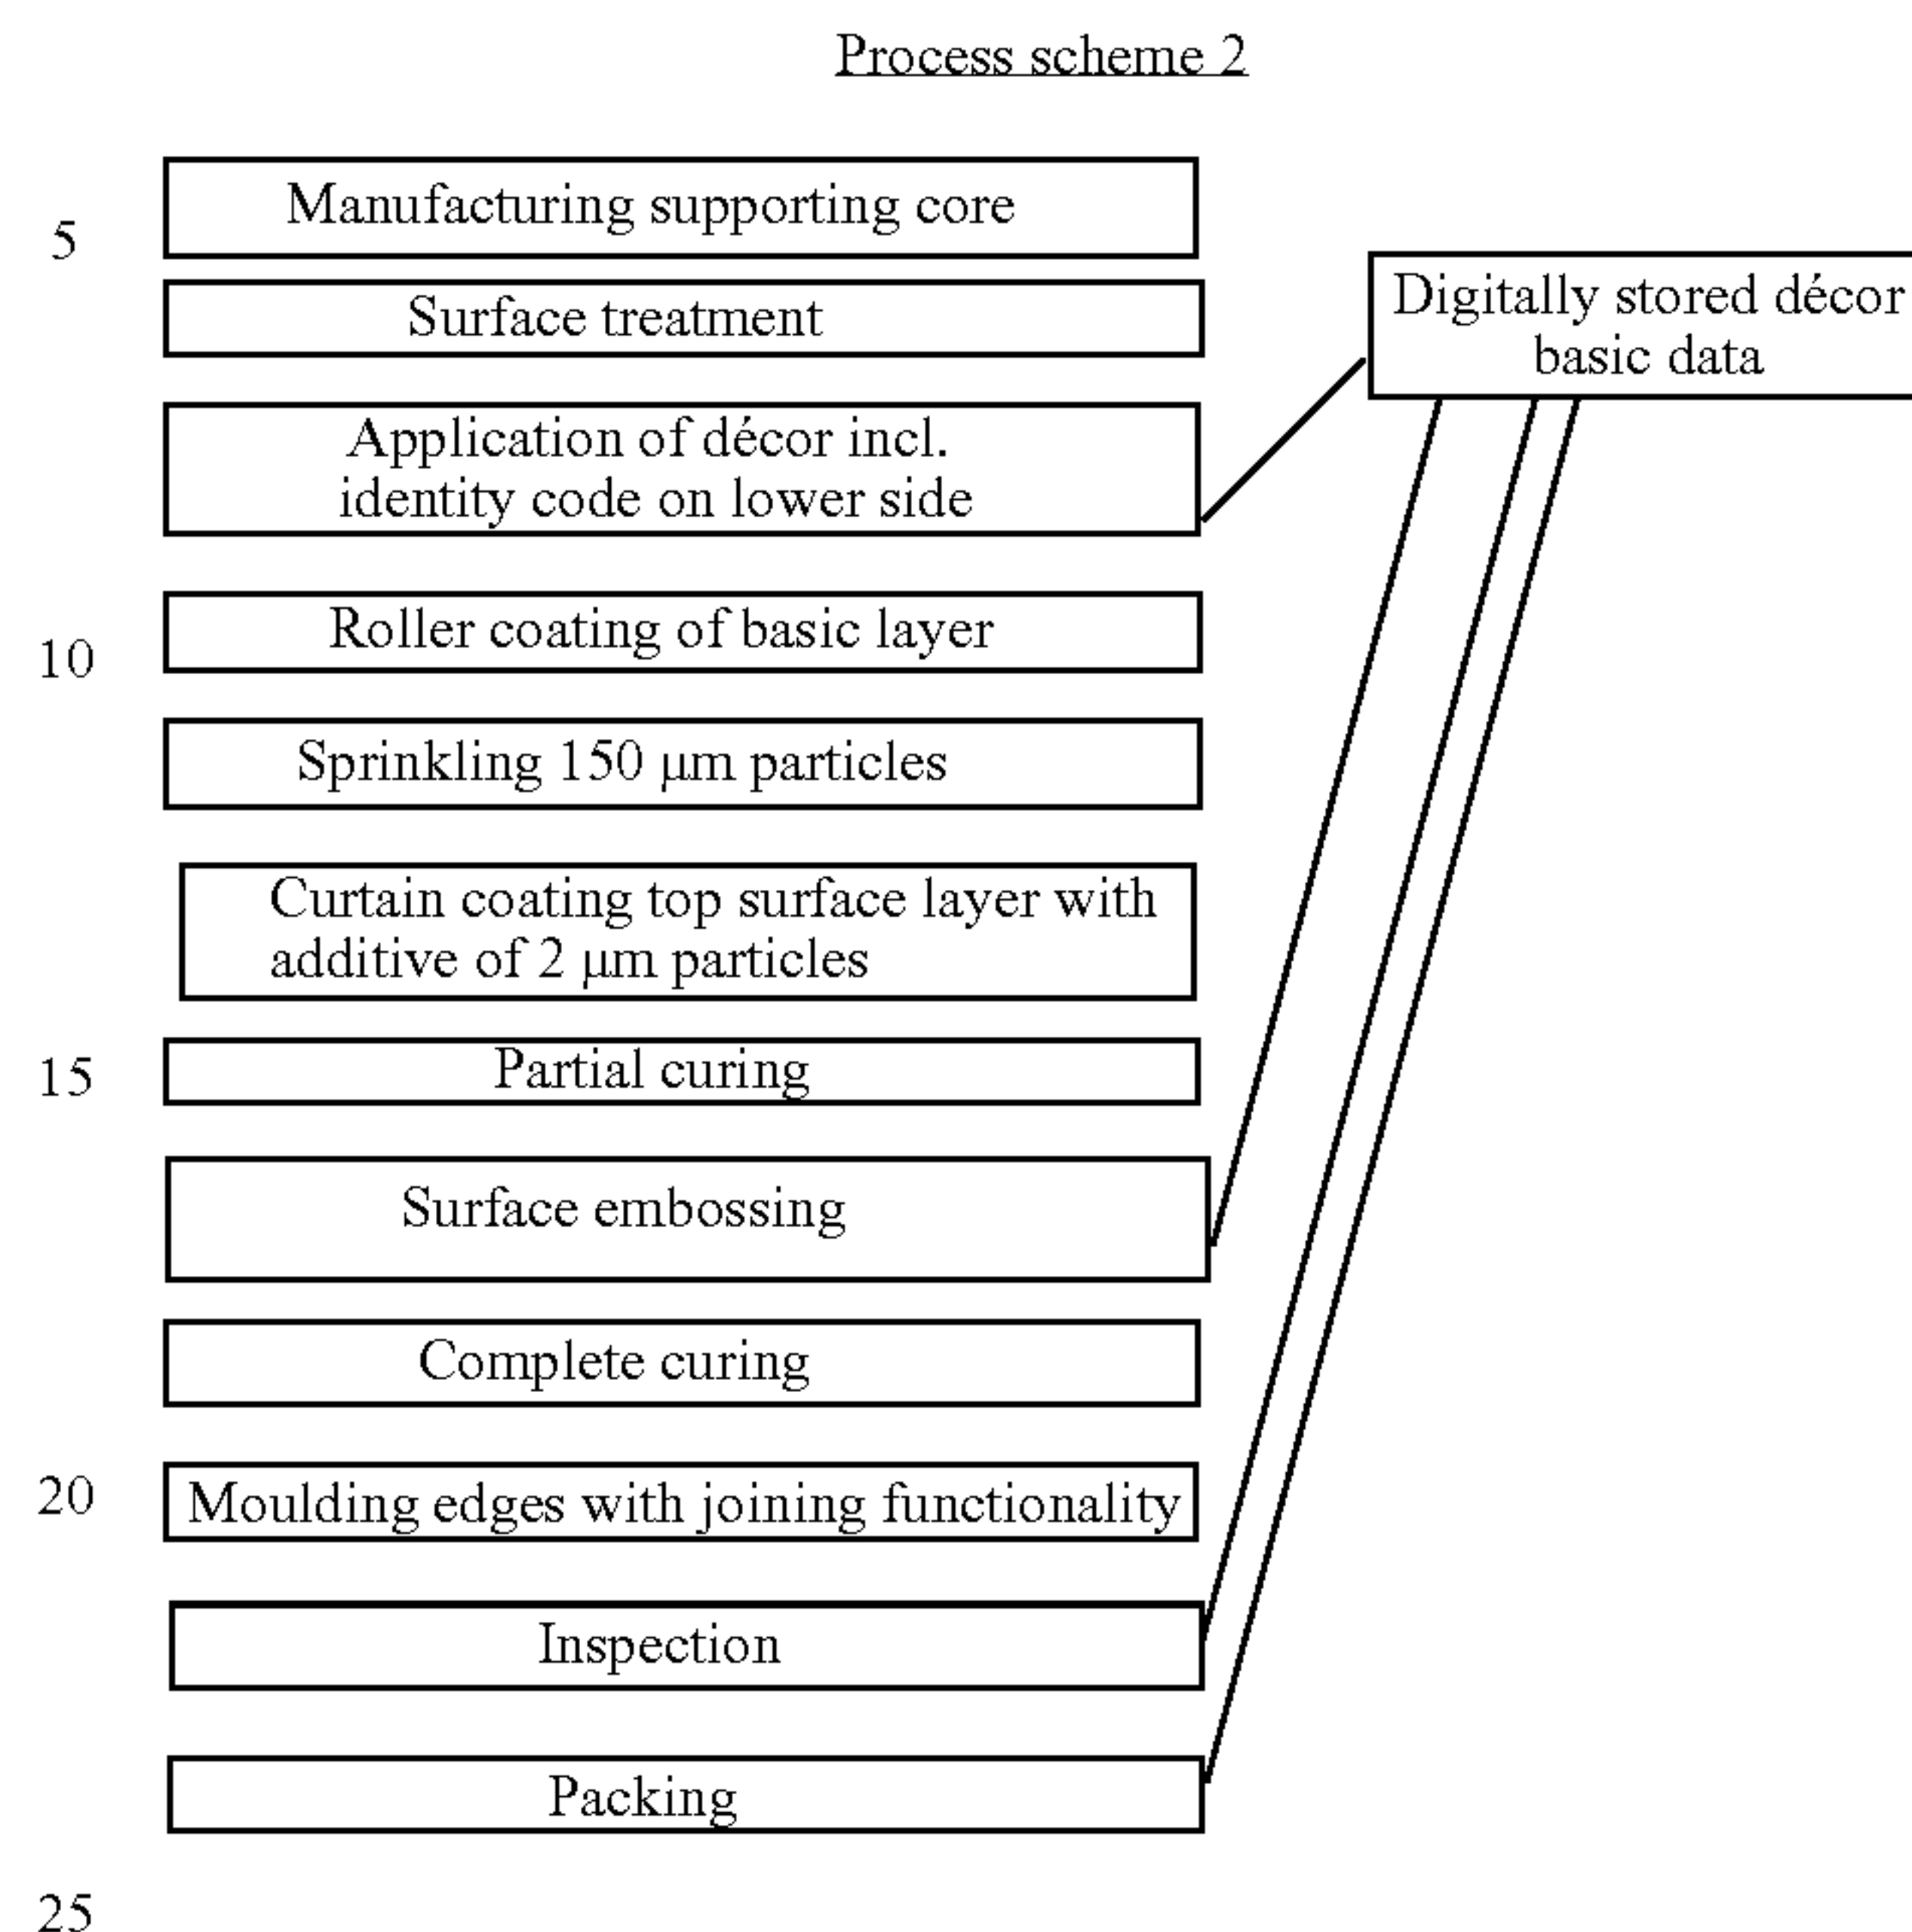 Process scheme 2
Manufacturing supporting core
5
Surface treatment
Digitally stored décor
basic data
Application of décor incl.
identity code on lower side
Roller coating of basic layer
10
Sprinkling 150 µm particles
Curtain coating top surface layer with
additive of 2 µm particles
15
Partial curing
Surface embossing
Complete curing
20
Moulding edges with joining functionality
Inspection
Packing
25